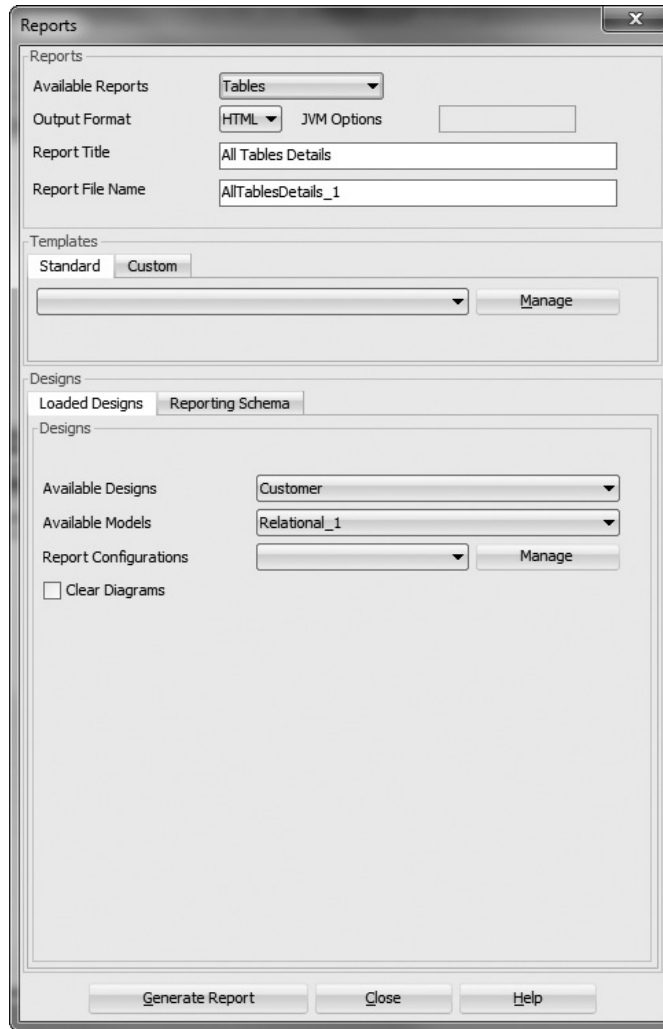 Reports
X
Reports
Available Reports Tables
Output Format HTML JVM Options
Report Title All Tables Details
Report File Name AllTablesDetails_1
Templates
Standard Custom
Manage
Designs
Loaded Designs Reporting Schema
Designs
Available Designs Customer
Available Models Relational_1
Report Configurations Manage
Clear Diagrams
Generate Report Close Help